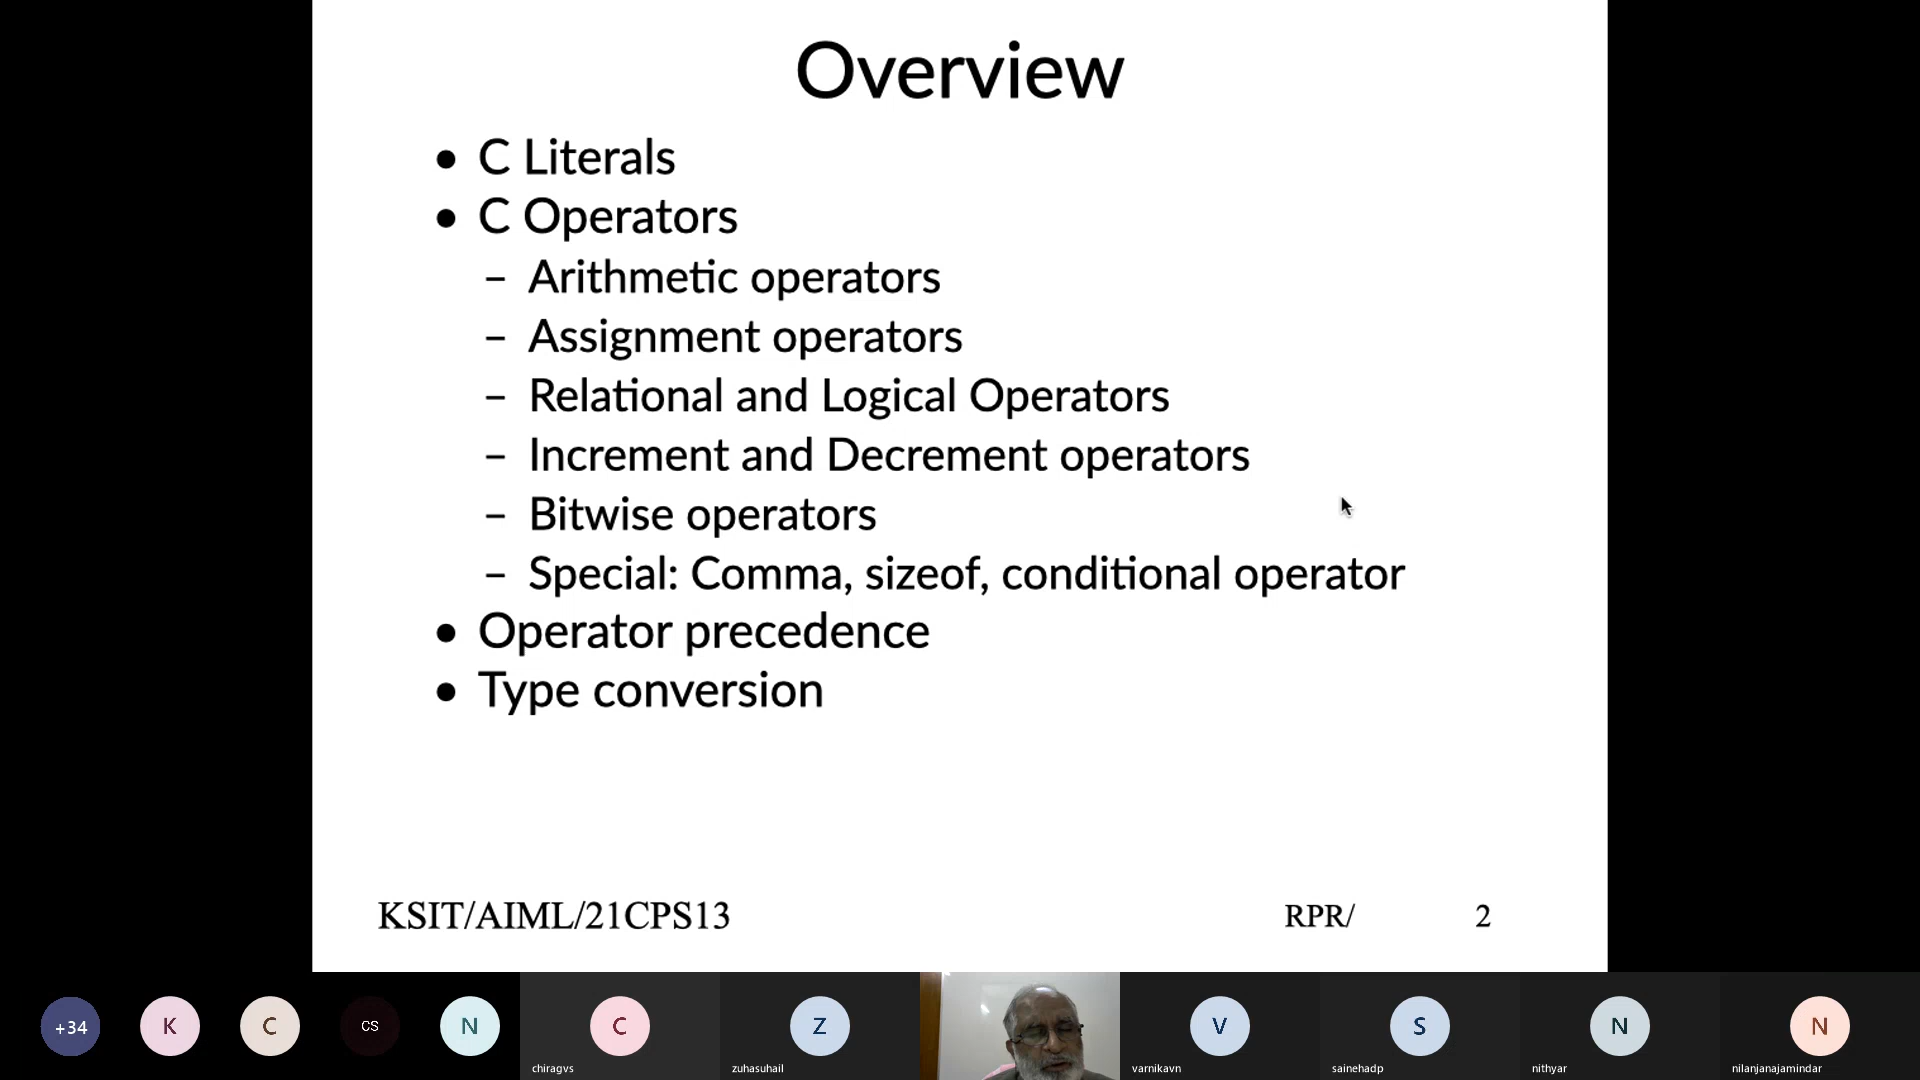 Overview
• C Literals
• C Operators
– Arithmetic operators
– Assignment operators
– Relational and Logical Operators
– Increment and Decrement operators
– Bitwise operators
– Special: Comma, sizeof, conditional operator
• Operator precedence
• Type conversion
KSIT/AIML/21CPS13 RPR/ 2
+34 K C CS N C Z V S N N
chiragvs zuhasuhail varnikavn sainehadp nithyar nilanjanajamindar